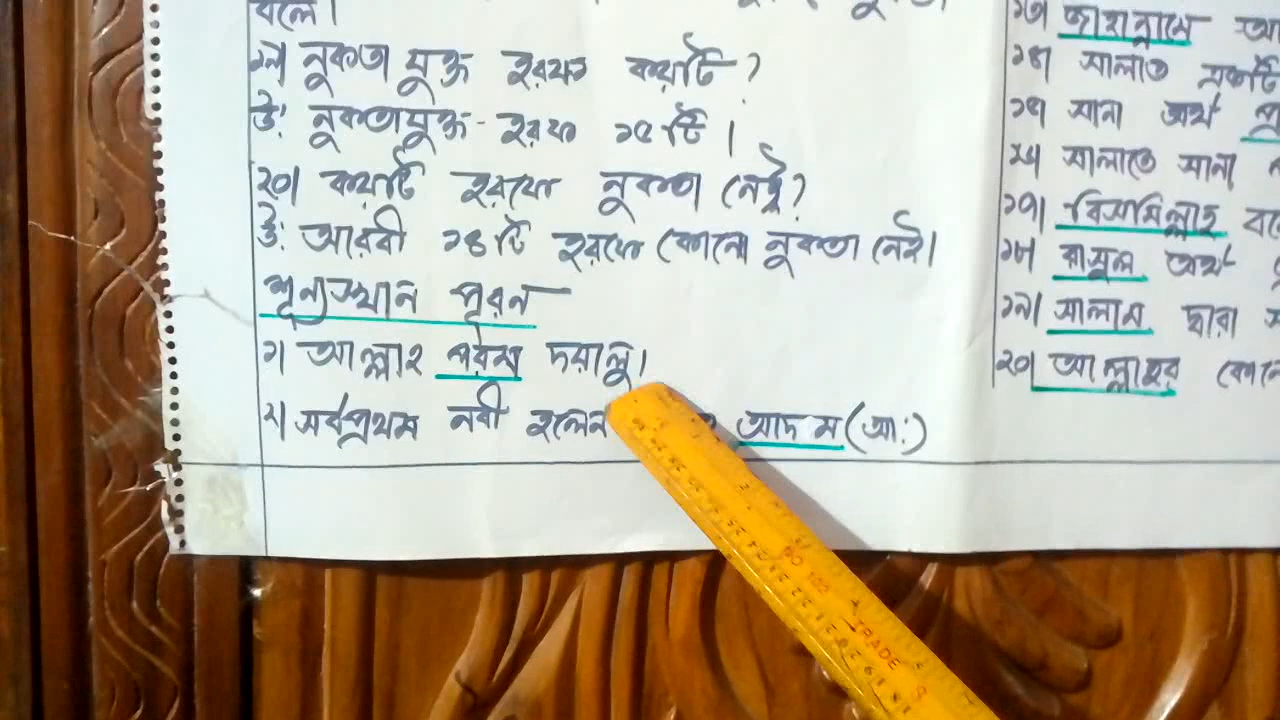 বলে।
১৯। নুকতা যুক্ত হরফ কয়টি?
উঃ নুকতাযুক্ত হরফ ১৫টি।
২০। কয়টি হরফে নুকতা নেই?
উঃ আরবী ১৪টি হরফে কোনো নুকতা নেই।
শূন্যস্থান পূরন
১। আল্লাহ পরম দয়ালু।
২। সর্বপ্রথম নবী হলেন আদম (আঃ)
১৩। জাহান্নামে
১৪। সালাত একটি
১৫। সানা অর্থ
১৬। সালাতে সানা
১৭। বিসমিল্লাহ বলে
১৮। রাসুল অর্থ
১৯। সালাম দ্বারা
২০। আল্লাহর কোনো